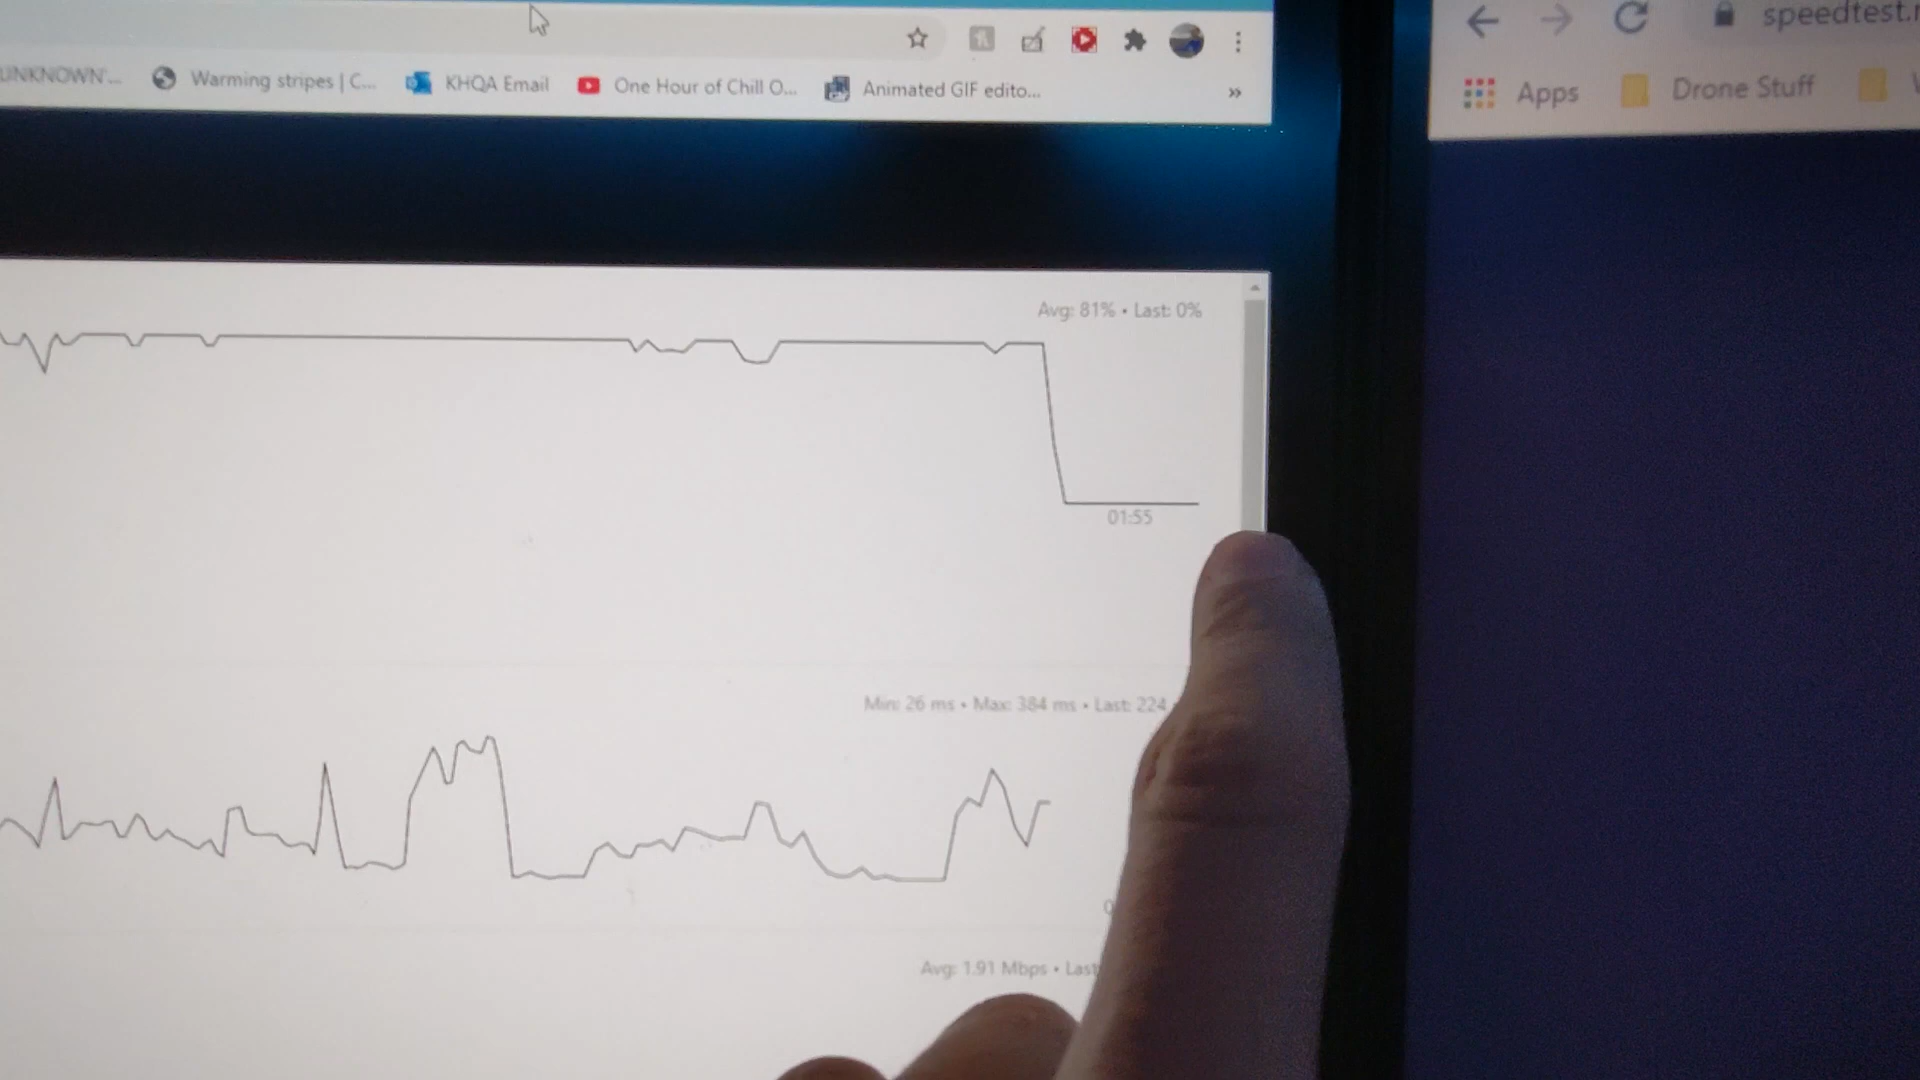 speedtest.
UNKNOWN'... Warming stripes | C... KHQA Email One Hour of Chill O... Animated GIF edito... »
Apps Drone Stuff
Avg: 81% • Last: 0%
01:55
Min: 26 ms • Max: 384 ms • Last: 224
Avg: 1.91 Mbps • Last